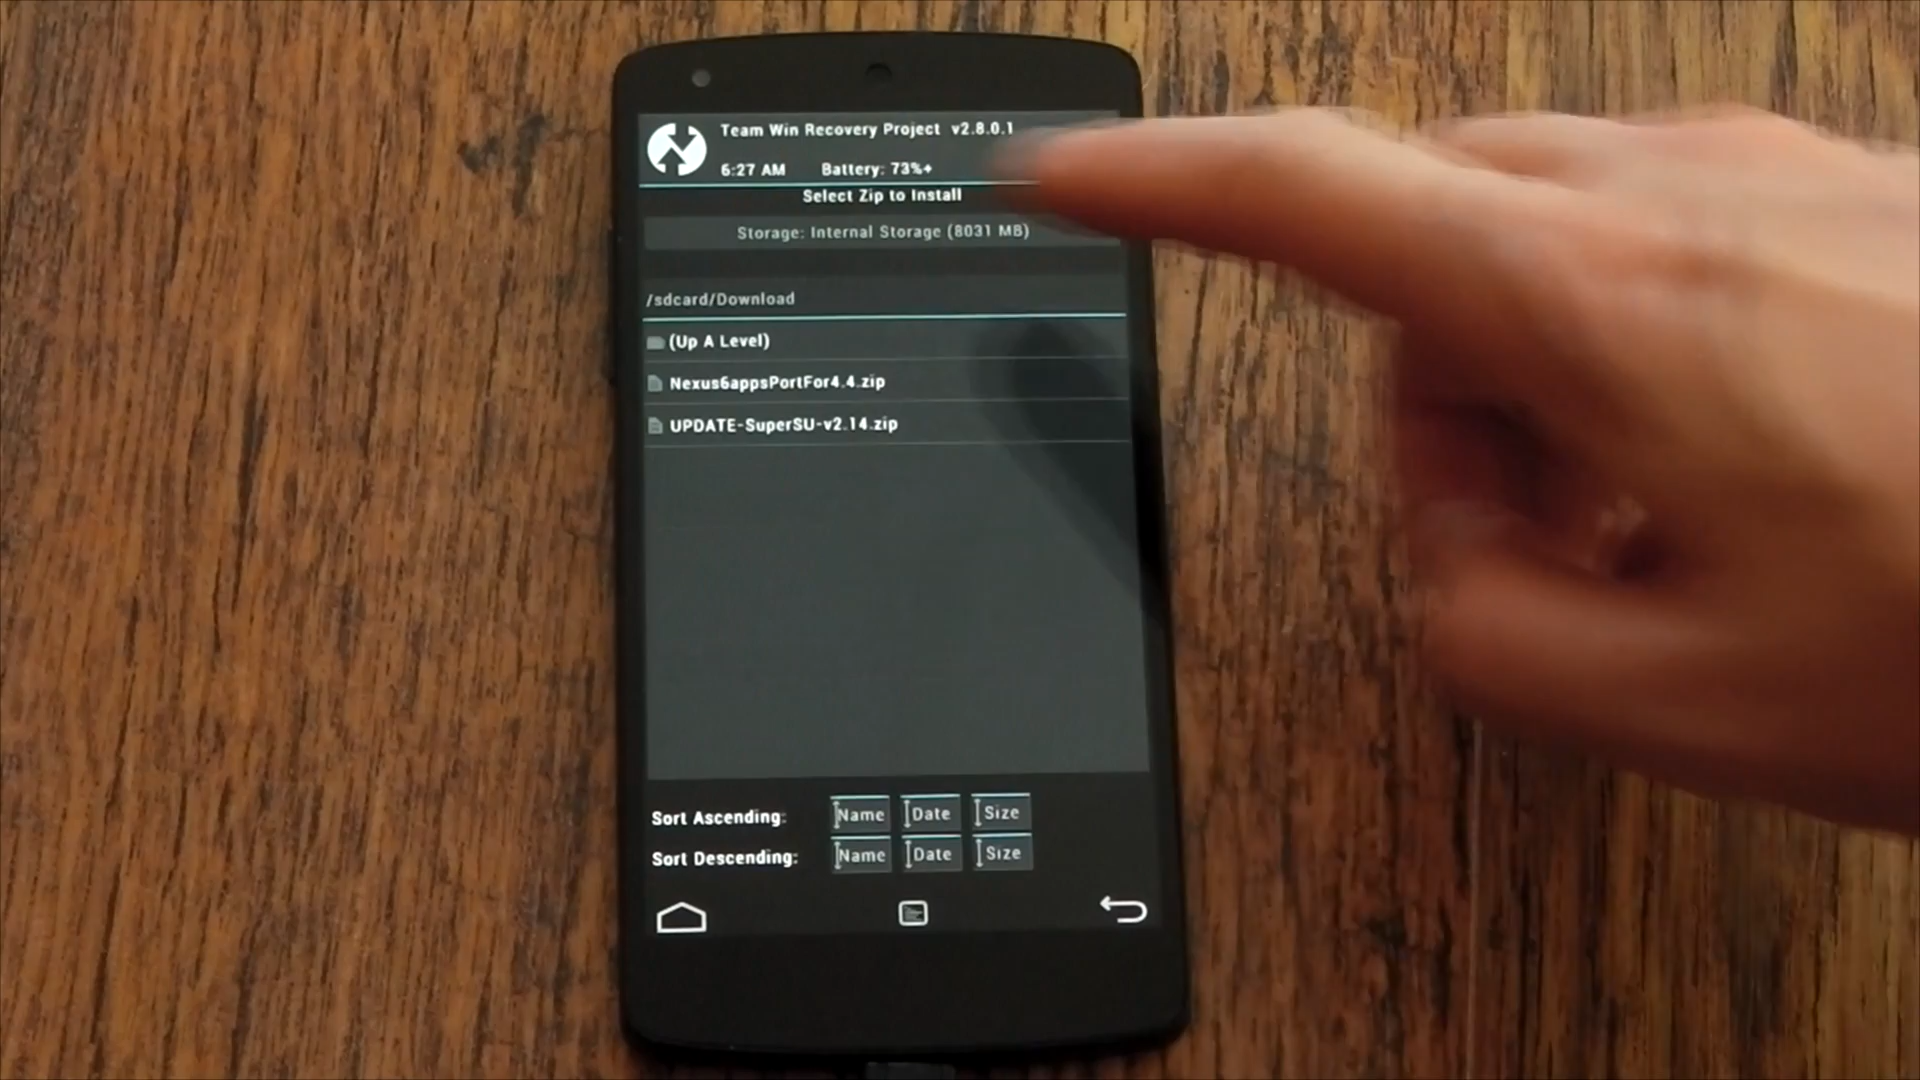 Team Win Recovery Project v2.8.0.1
6:27 AM Battery: 73%+
Select Zip to Install
Storage: Internal Storage (8031 MB)
/sdcard/Download
(Up A Level)
Nexus6appsPortFor4.4.zip
UPDATE-SuperSU-v2.14.zip
Sort Ascending: Name Date Size
Sort Descending: Name Date Size